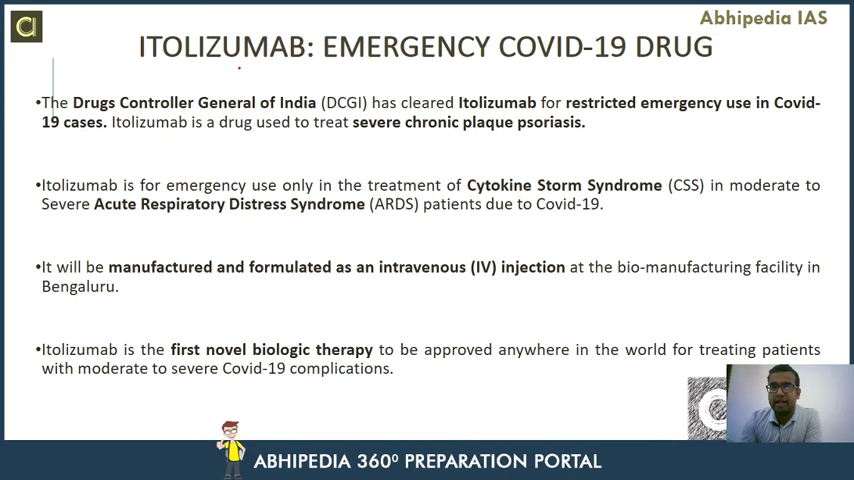 Abhipedia IAS
ITOLIZUMAB: EMERGENCY COVID-19 DRUG
•The Drugs Controller General of India (DCGI) has cleared Itolizumab for restricted emergency use in Covid-
19 cases. Itolizumab is a drug used to treat severe chronic plaque psoriasis.
•Itolizumab is for emergency use only in the treatment of Cytokine Storm Syndrome (CSS) in moderate to
Severe Acute Respiratory Distress Syndrome (ARDS) patients due to Covid-19.
•It will be manufactured and formulated as an intravenous (IV) injection at the bio-manufacturing facility in
Bengaluru.
•Itolizumab is the first novel biologic therapy to be approved anywhere in the world for treating patients
with moderate to severe Covid-19 complications.
ABHIPEDIA 360⁰ PREPARATION PORTAL